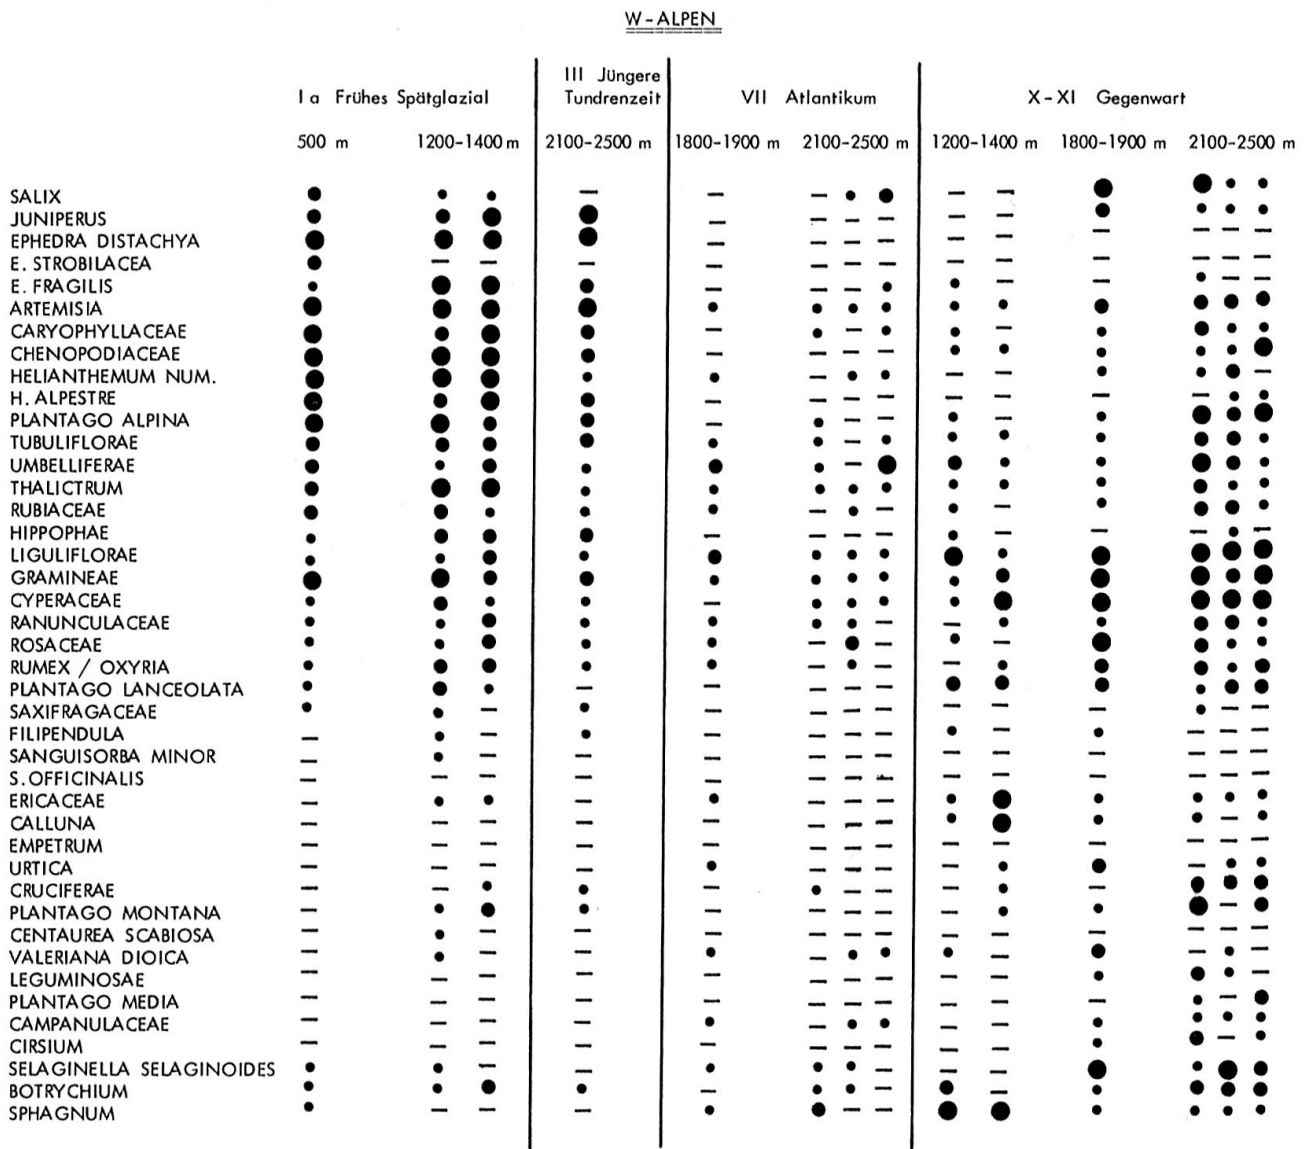 W-ALPEN
III Jüngere
Ia Frühes Spätglazial Tundrenzeit VII Atlantikum X-XI Gegenwart
500 m 1200-1400 m 2100-2500 m 1800-1900 m 2100-2500 m 1200-1400 m 1800-1900 m 2100-2500 m
SALIX
JUNIPERUS
EPHEDRA DISTACHYA
E. STROBILACEA
E. FRAGILIS
ARTEMISIA
CARYOPHYLLACEAE
CHENOPODIACEAE
HELIANTHEMUM NUM.
H. ALPESTRE
PLANTAGO ALPINA
TUBULIFLORAE
UMBELLIFERAE
THALICTRUM
RUBIACEAE
HIPPOPHAE
LIGULIFLORAE
GRAMINEAE
CYPERACEAE
RANUNCULACEAE
ROSACEAE
RUMEX / OXYRIA
PLANTAGO LANCEOLATA
SAXIFRAGACEAE
FILIPENDULA
SANGUISORBA MINOR
S. OFFICINALIS
ERICACEAE
CALLUNA
EMPETRUM
URTICA
CRUCIFERAE
PLANTAGO MONTANA
CENTAUREA SCABIOSA
VALERIANA DIOICA
LEGUMINOSAE
PLANTAGO MEDIA
CAMPANULACEAE
CIRSIUM
SELAGINELLA SELAGINOIDES
BOTRYCHIUM
SPHAGNUM